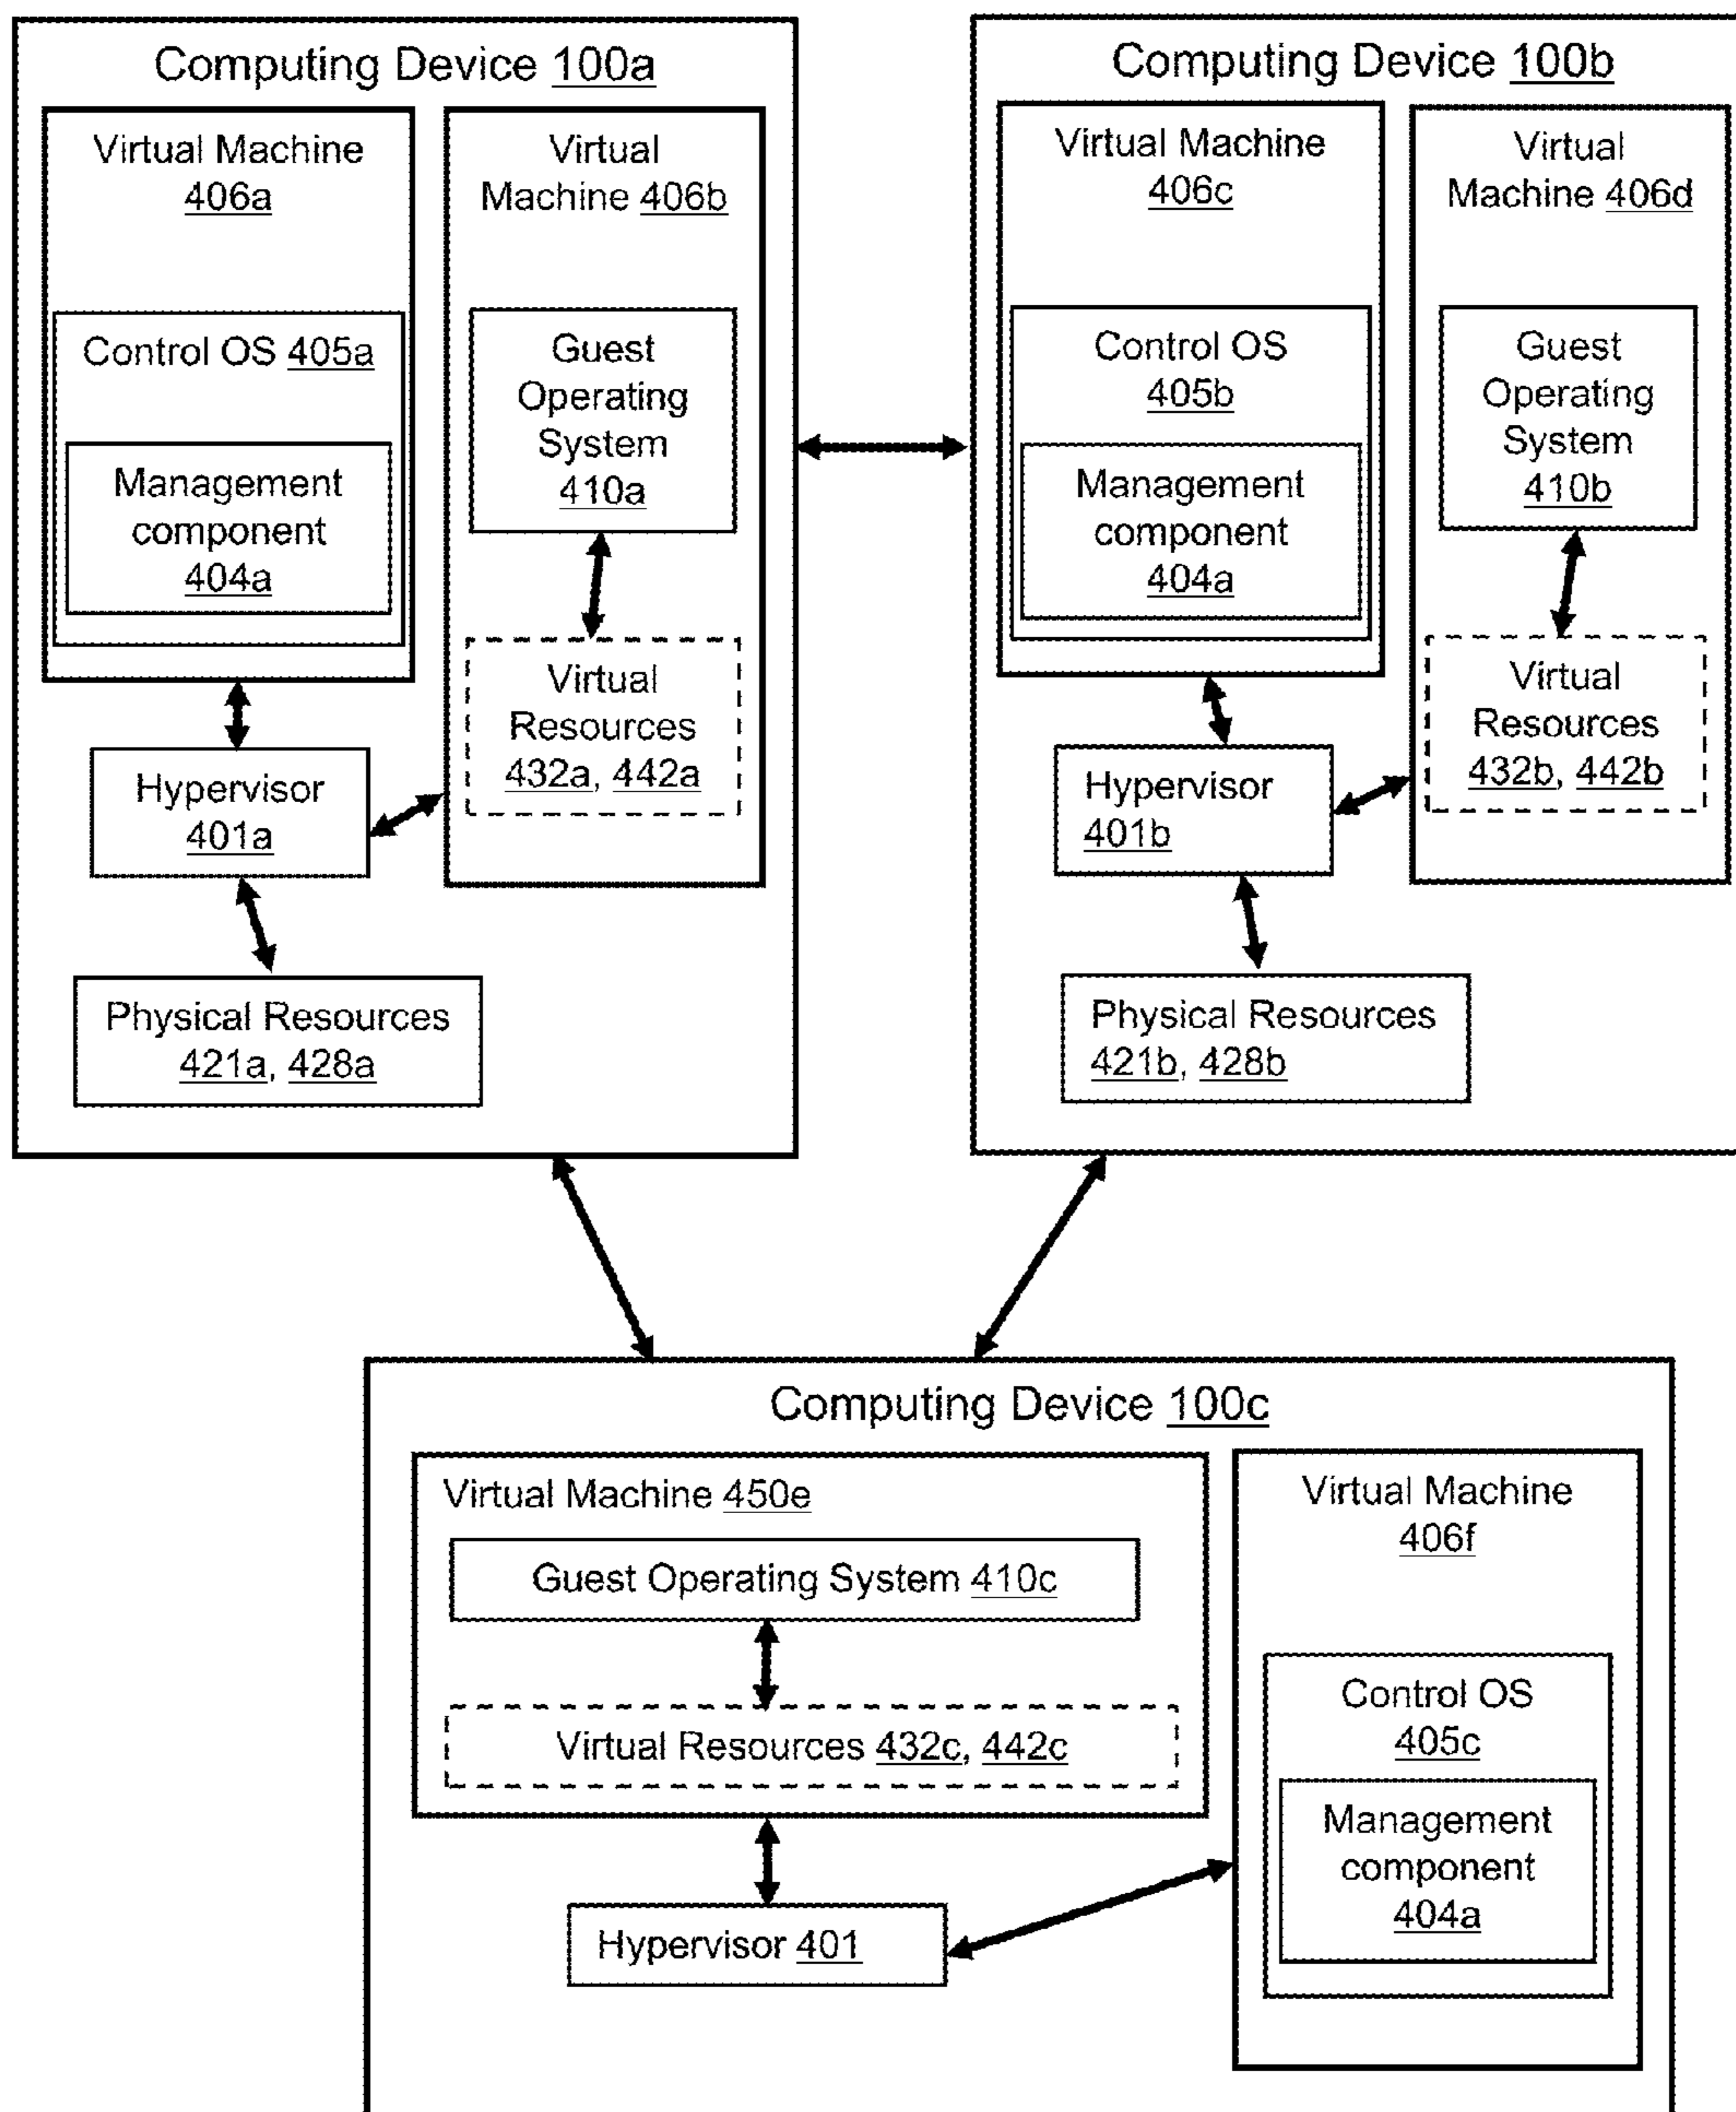 Computing Device 100a
Virtual Machine
406a
Control OS 405a
Management
component
404a
Virtual
Machine 406b
Guest
Operating
System
410a
Virtual
Resources
432a, 442a
Hypervisor
401a
Physical Resources
421a, 428a
Computing Device 100b
Virtual Machine
406c
Control OS
405b
Management
component
404a
Virtual
Machine 406d
Guest
Operating
System
410b
Virtual
Resources
432b, 442b
Hypervisor
401b
Physical Resources
421b, 428b
Computing Device 100c
Virtual Machine 450e
Guest Operating System 410c
Virtual Resources 432c, 442c
Hypervisor 401
Virtual Machine
406f
Control OS
405c
Management
component
404a